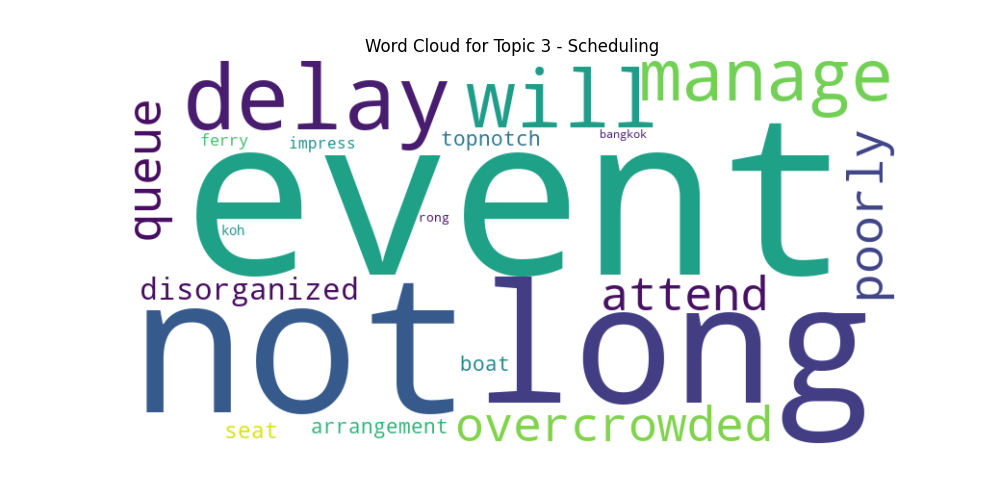 Word Cloud for Topic 3 - Scheduling
delay
will
manage
queue
ferry
impress
topnotch
bangkok
event
poorly
koh
rong
disorganized
attend
not
long
boat
seat
arrangement
overcrowded